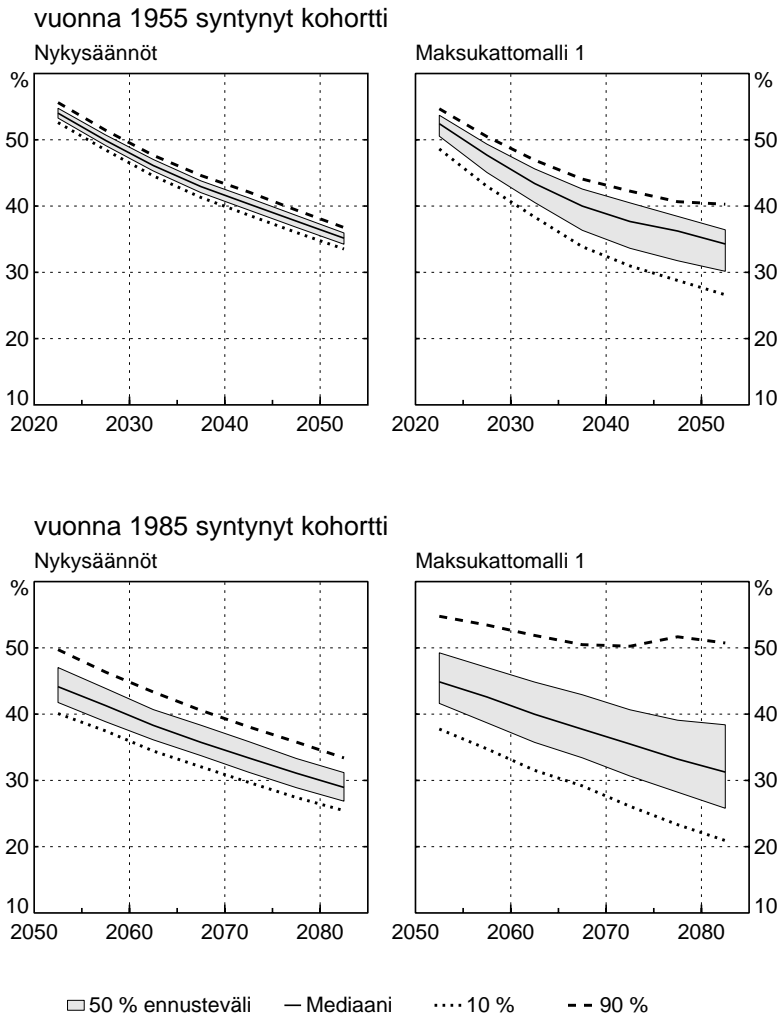 vuonna 1955 syntynyt kohortti
Nykysäännöt
Maksukattomalli 1
% %
50 50
40 40
30 30
20 20
10 10
2020 2030 2040 2050 2020 2030 2040 2050
vuonna 1985 syntynyt kohortti
Nykysäännöt
Maksukattomalli 1
% %
50 50
40 40
30 30
20 20
10 10
2050 2060 2070 2080 2050 2060 2070 2080
50 % ennusteväli Mediaani 10 % 90 %